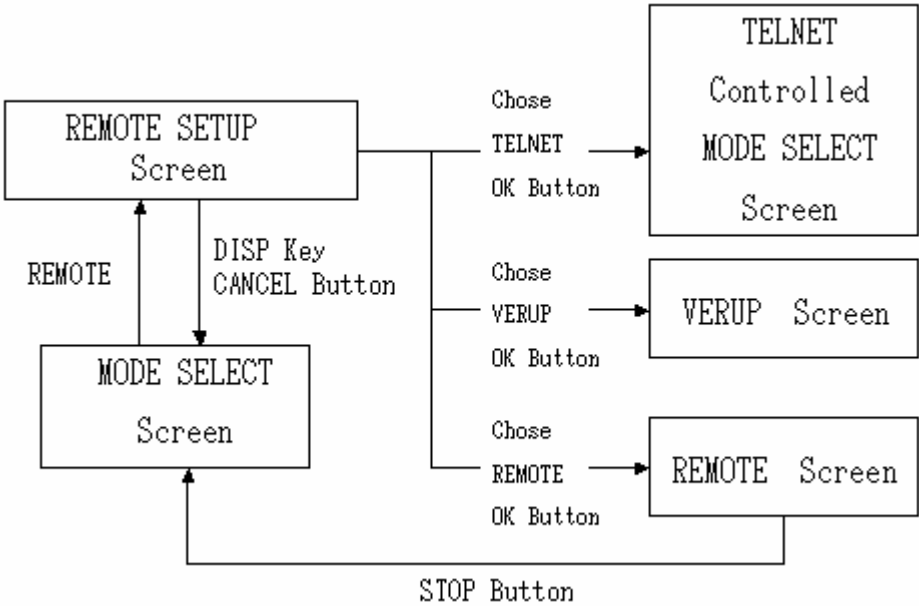 TELNET
Controlled
MODE SELECT
Screen
REMOTE SETUP
Screen
Chose
TELNET
OK Button
REMOTE
DISP Key
CANCEL Button
Chose
VERUP
OK Button
VERUP Screen
MODE SELECT
Screen
Chose
REMOTE
OK Button
REMOTE Screen
STOP Button